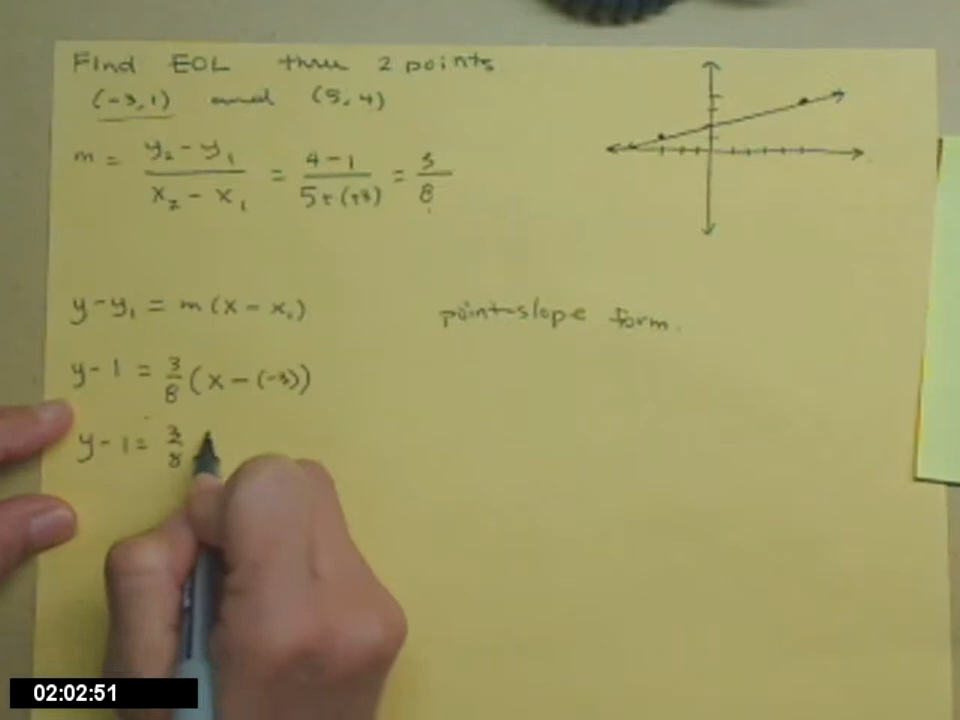 Find EOL thru 2 points
(-3,1) and (5,4)
m = y₂ - y₁ / x₂ - x₁ = 4-1 / 5+(+3) = 3/8
y - y₁ = m(x - x₁)
point-slope form.
y - 1 = 3/8 (x - (-3))
y - 1 = 3/8
02:02:51